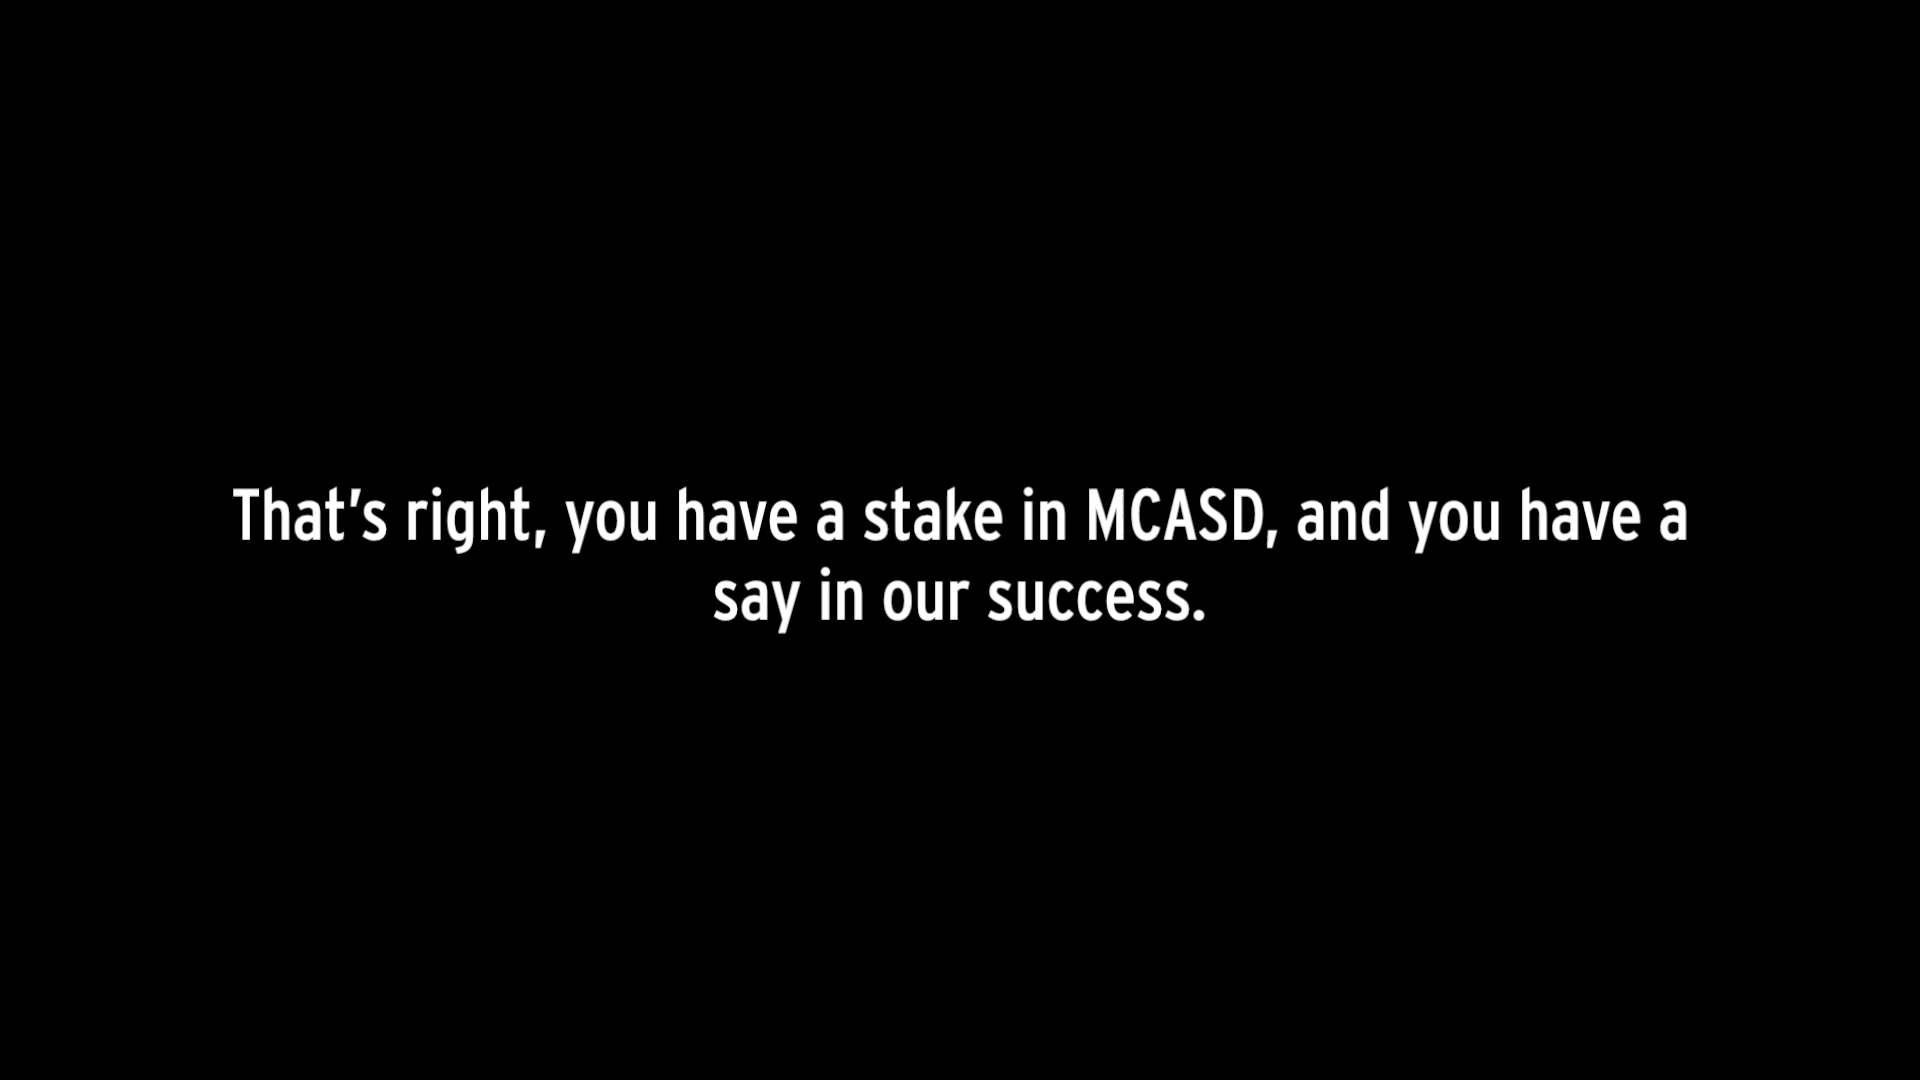 That's right, you have a stake in MCASD, and you have a
say in our success.